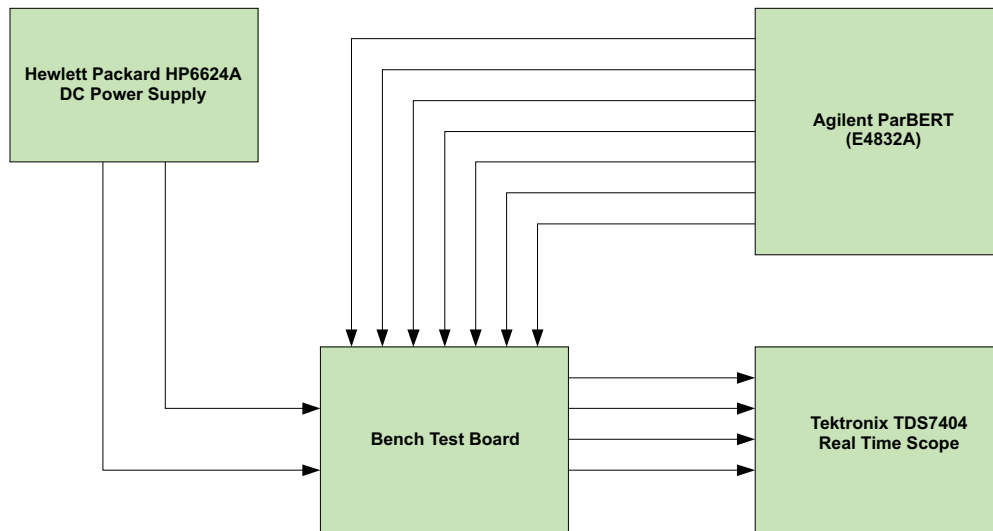 Hewlett Packard HP6624A
DC Power Supply
Agilent ParBERT
(E4832A)
Bench Test Board
Tektronix TDS7404
Real Time Scope